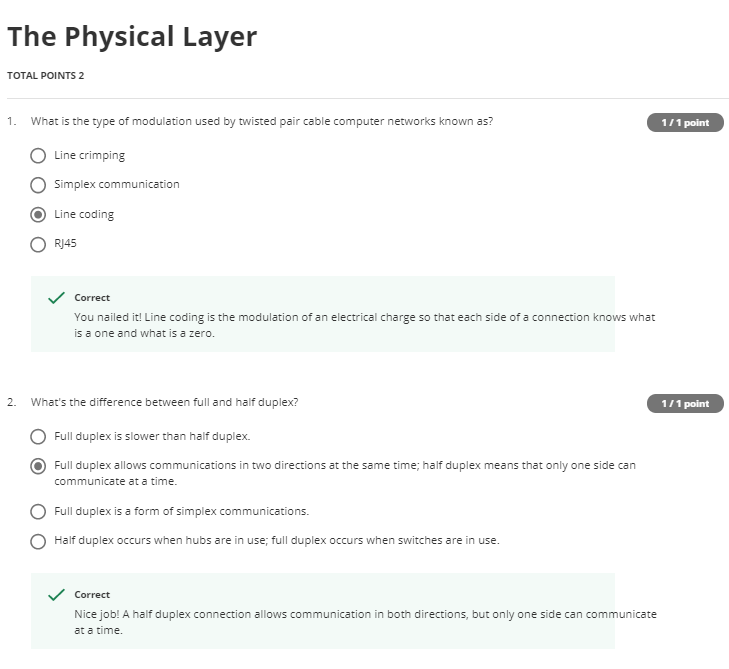 The Physical Layer
TOTAL POINTS 2
1. What is the type of modulation used by twisted pair cable computer networks known as?
1 / 1 point
Line crimping
Simplex communication
Line coding
RJ45
Correct
You nailed it! Line coding is the modulation of an electrical charge so that each side of a connection knows what
is a one and what is a zero.
2. What's the difference between full and half duplex?
1 / 1 point
Full duplex is slower than half duplex.
Full duplex allows communications in two directions at the same time; half duplex means that only one side can
communicate at a time.
Full duplex is a form of simplex communications.
Half duplex occurs when hubs are in use; full duplex occurs when switches are in use.
Correct
Nice job! A half duplex connection allows communication in both directions, but only one side can communicate
at a time.